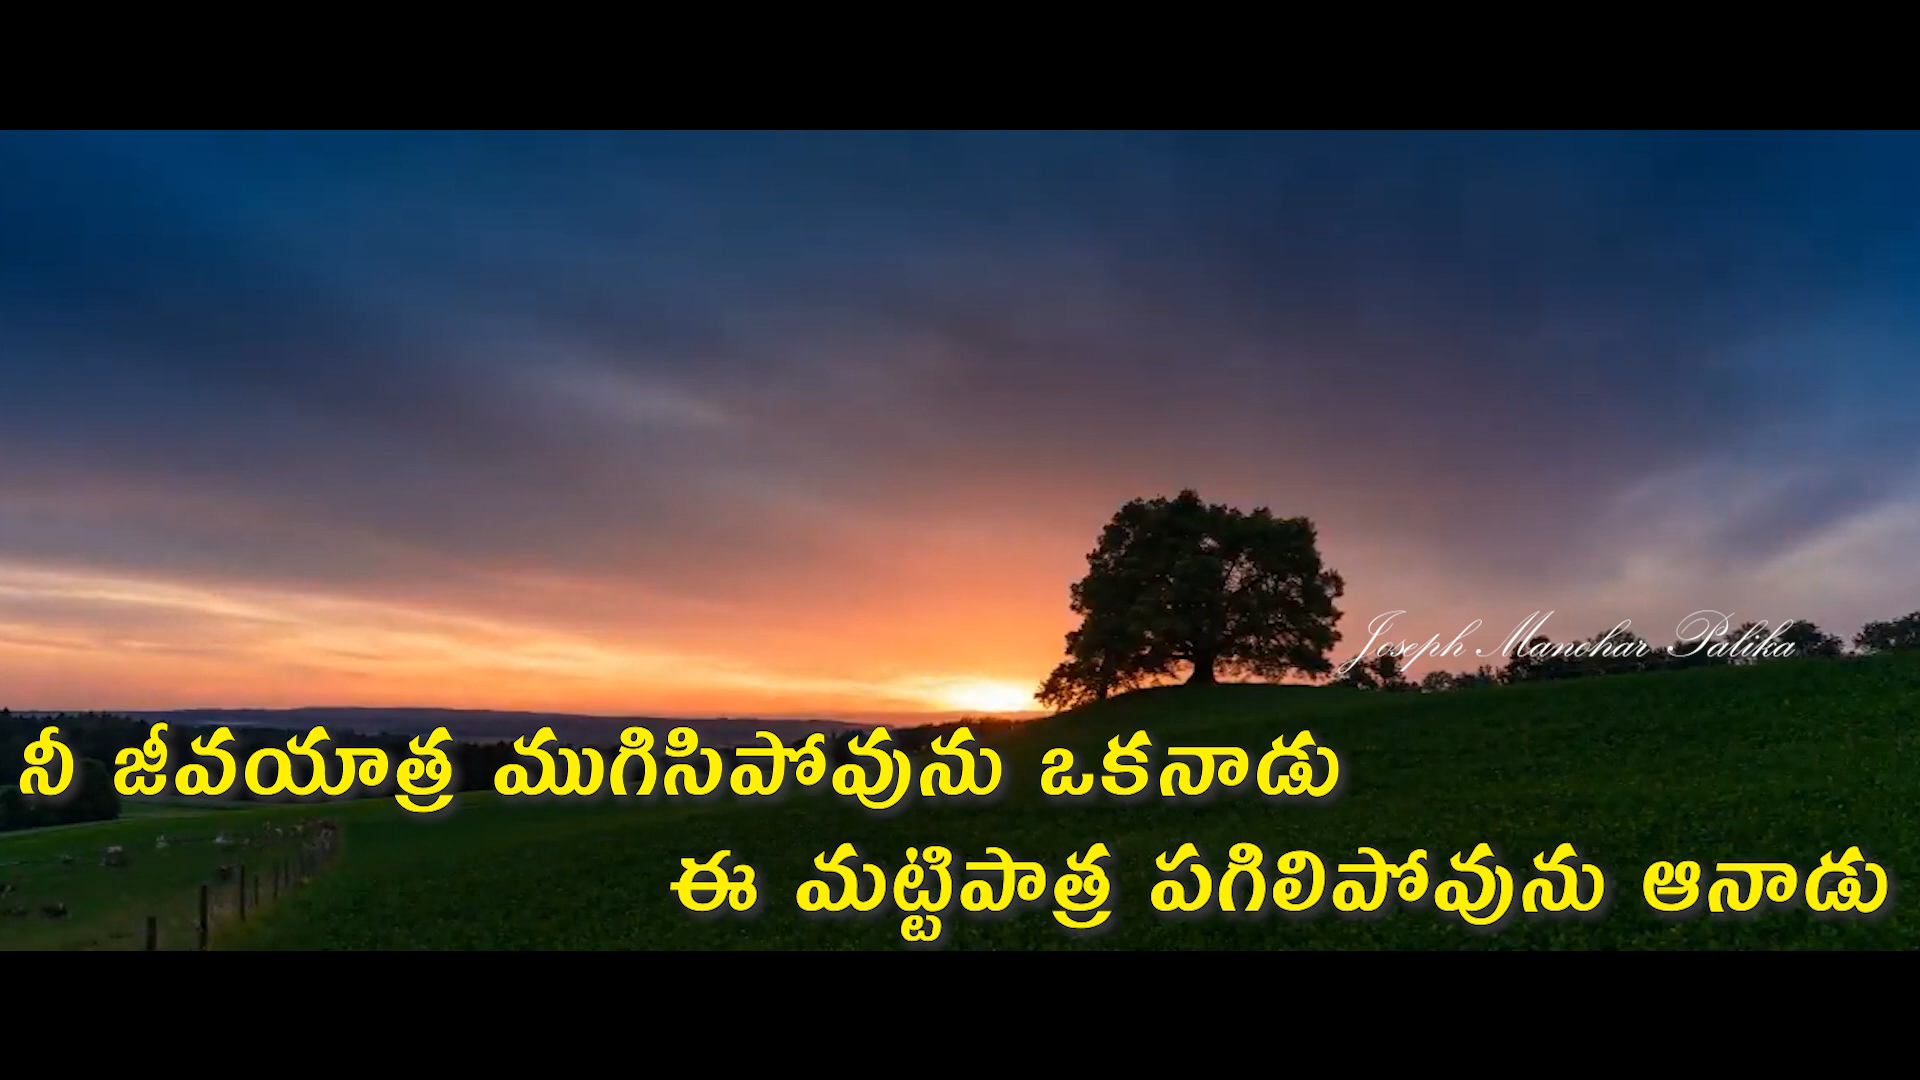 Joseph Manohar Palika
నీ జీవయాత్ర ముగిసిపోవును ఒకనాడు
ఈ మట్టిపాత్ర పగిలిపోవును ఆనాడు